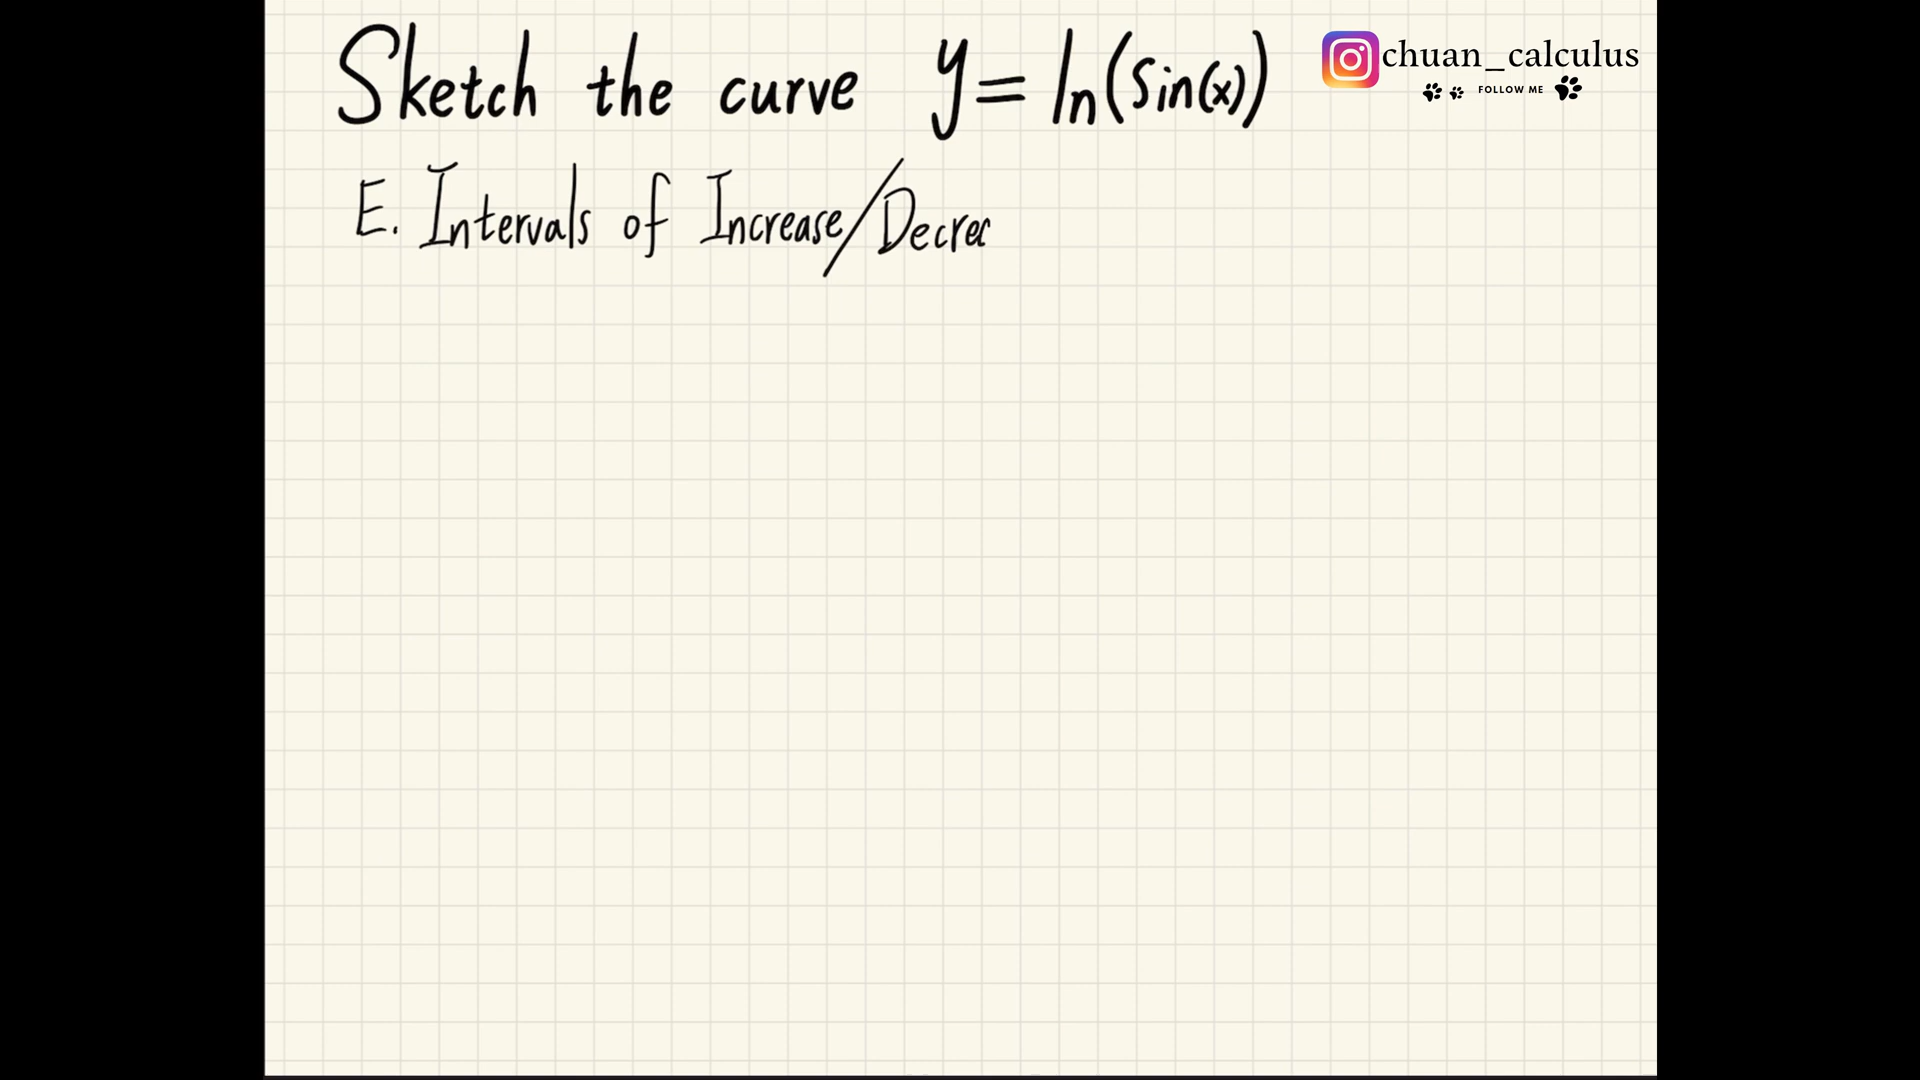 Sketch the curve y = ln(sin(x))
chuan_calculus
FOLLOW ME
E. Intervals of Increase/Decrec